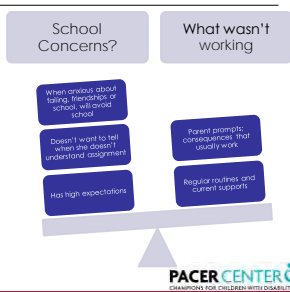 School
Concerns?
What wasn't
working
When anxious about
failing, friendships or
school, will avoid
school
Doesn't want to tell
when she doesn't
understand assignment
Has high expectations
Parent prompts;
consequences that
usually work
Regular routines and
current supports
PACER CENTER
CHAMPIONS FOR CHILDREN WITH